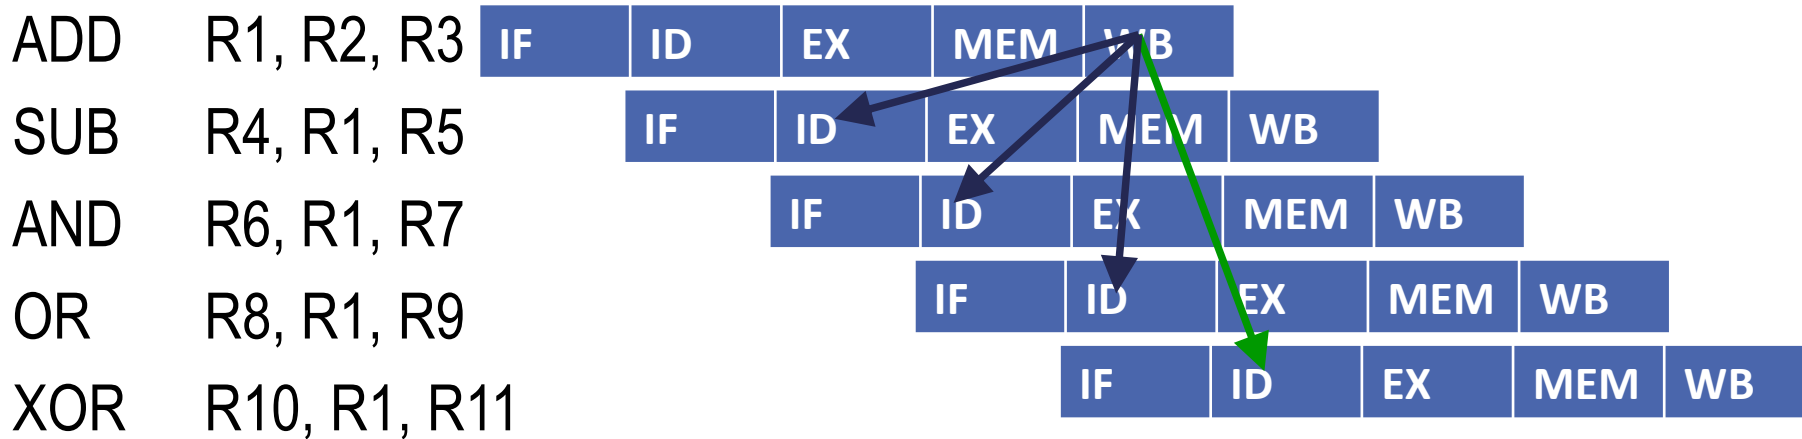 ADD R1, R2, R3 IF ID EX MEM WB
SUB R4, R1, R5 IF ID EX MEM WB
AND R6, R1, R7 IF ID EX MEM WB
OR R8, R1, R9 IF ID EX MEM WB
XOR R10, R1, R11 IF ID EX MEM WB